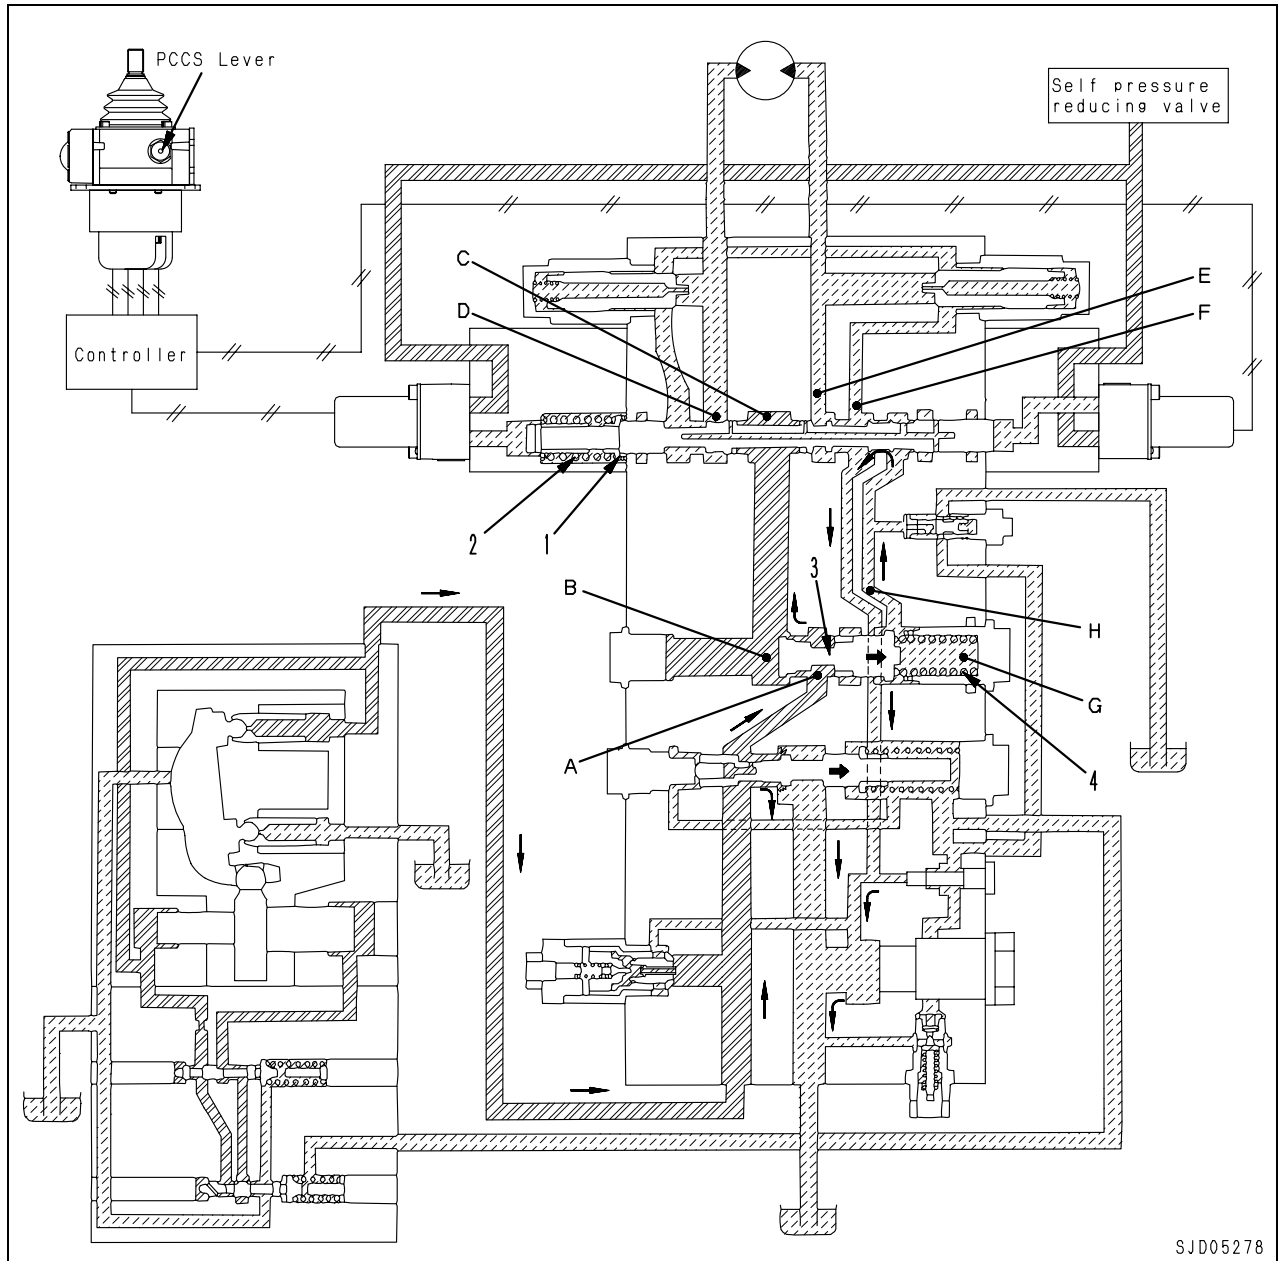 PCCS Lever
Self pressure
reducing valve
C
E
D
F
Controller
2
1
3
B
H
G
A
4
SJD05278